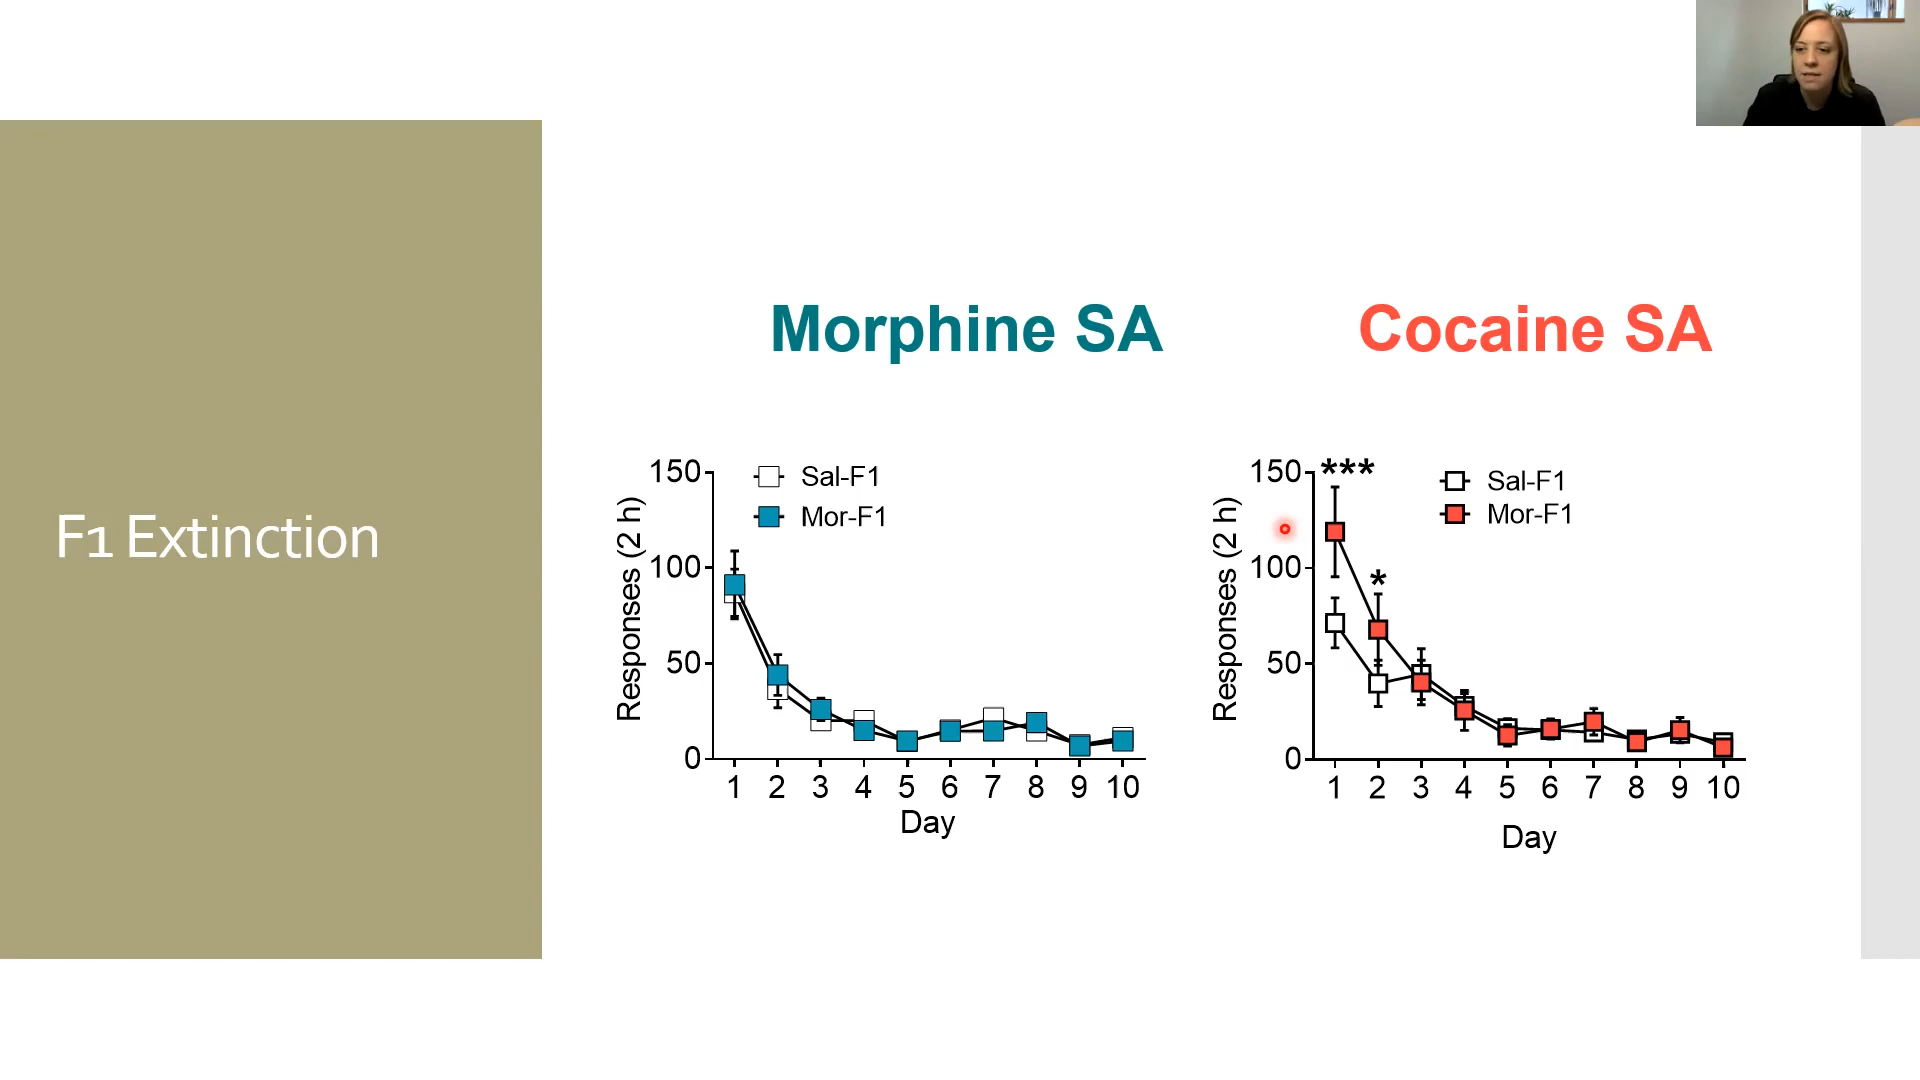 F1 Extinction
Morphine SA
Cocaine SA
Responses (2 h)
150
100
50
0
Sal-F1
Mor-F1
1 2 3 4 5 6 7 8 9 10
Day
Responses (2 h)
150
100
50
0
***
*
Sal-F1
Mor-F1
1 2 3 4 5 6 7 8 9 10
Day